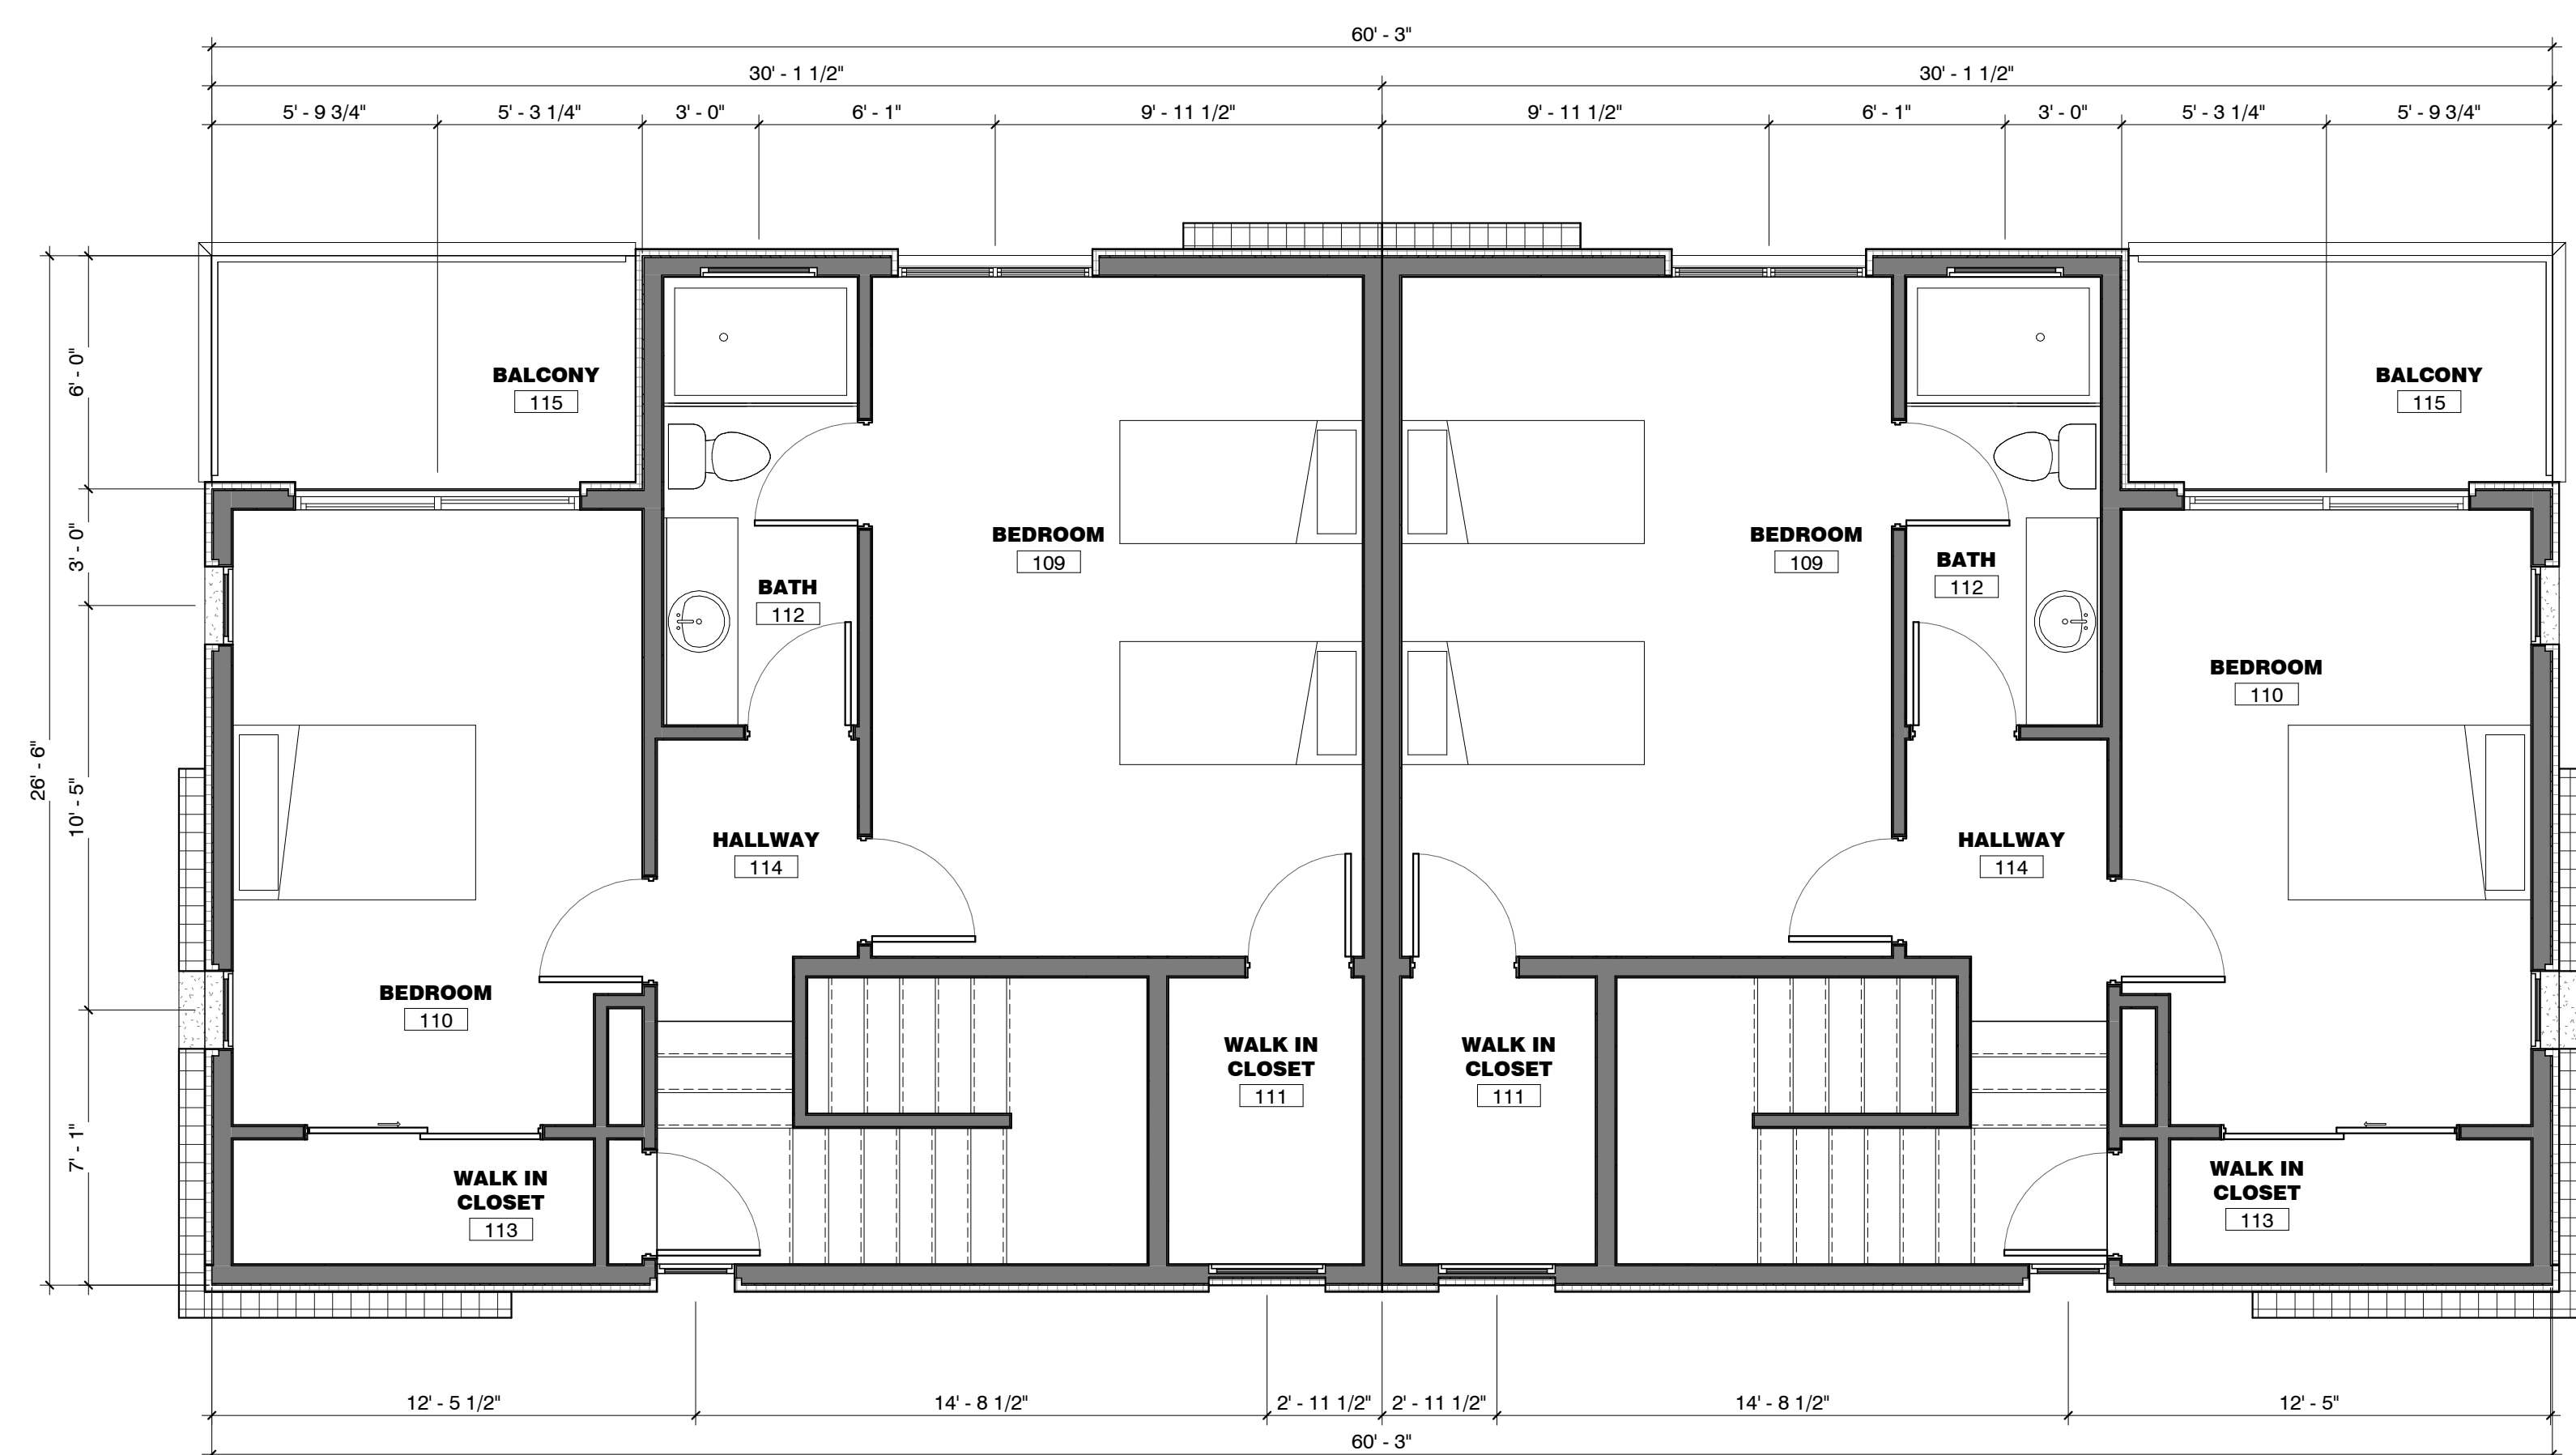 60' - 3"
30' - 1 1/2" 30' - 1 1/2"
5' - 9 3/4" 5' - 3 1/4" 3' - 0" 6' - 1" 9' - 11 1/2" 9' - 11 1/2" 6' - 1" 3' - 0" 5' - 3 1/4" 5' - 9 3/4"
26' - 6"
6' - 0"
3' - 0"
10' - 5"
7' - 1"
BALCONY
115
BEDROOM
109
BATH
112
HALLWAY
114
BEDROOM
110
WALK IN
CLOSET
111
WALK IN
CLOSET
113
BALCONY
115
BEDROOM
109
BATH
112
BEDROOM
110
HALLWAY
114
WALK IN
CLOSET
111
WALK IN
CLOSET
113
12' - 5 1/2" 14' - 8 1/2" 2' - 11 1/2" 2' - 11 1/2" 14' - 8 1/2" 12' - 5"
60' - 3"